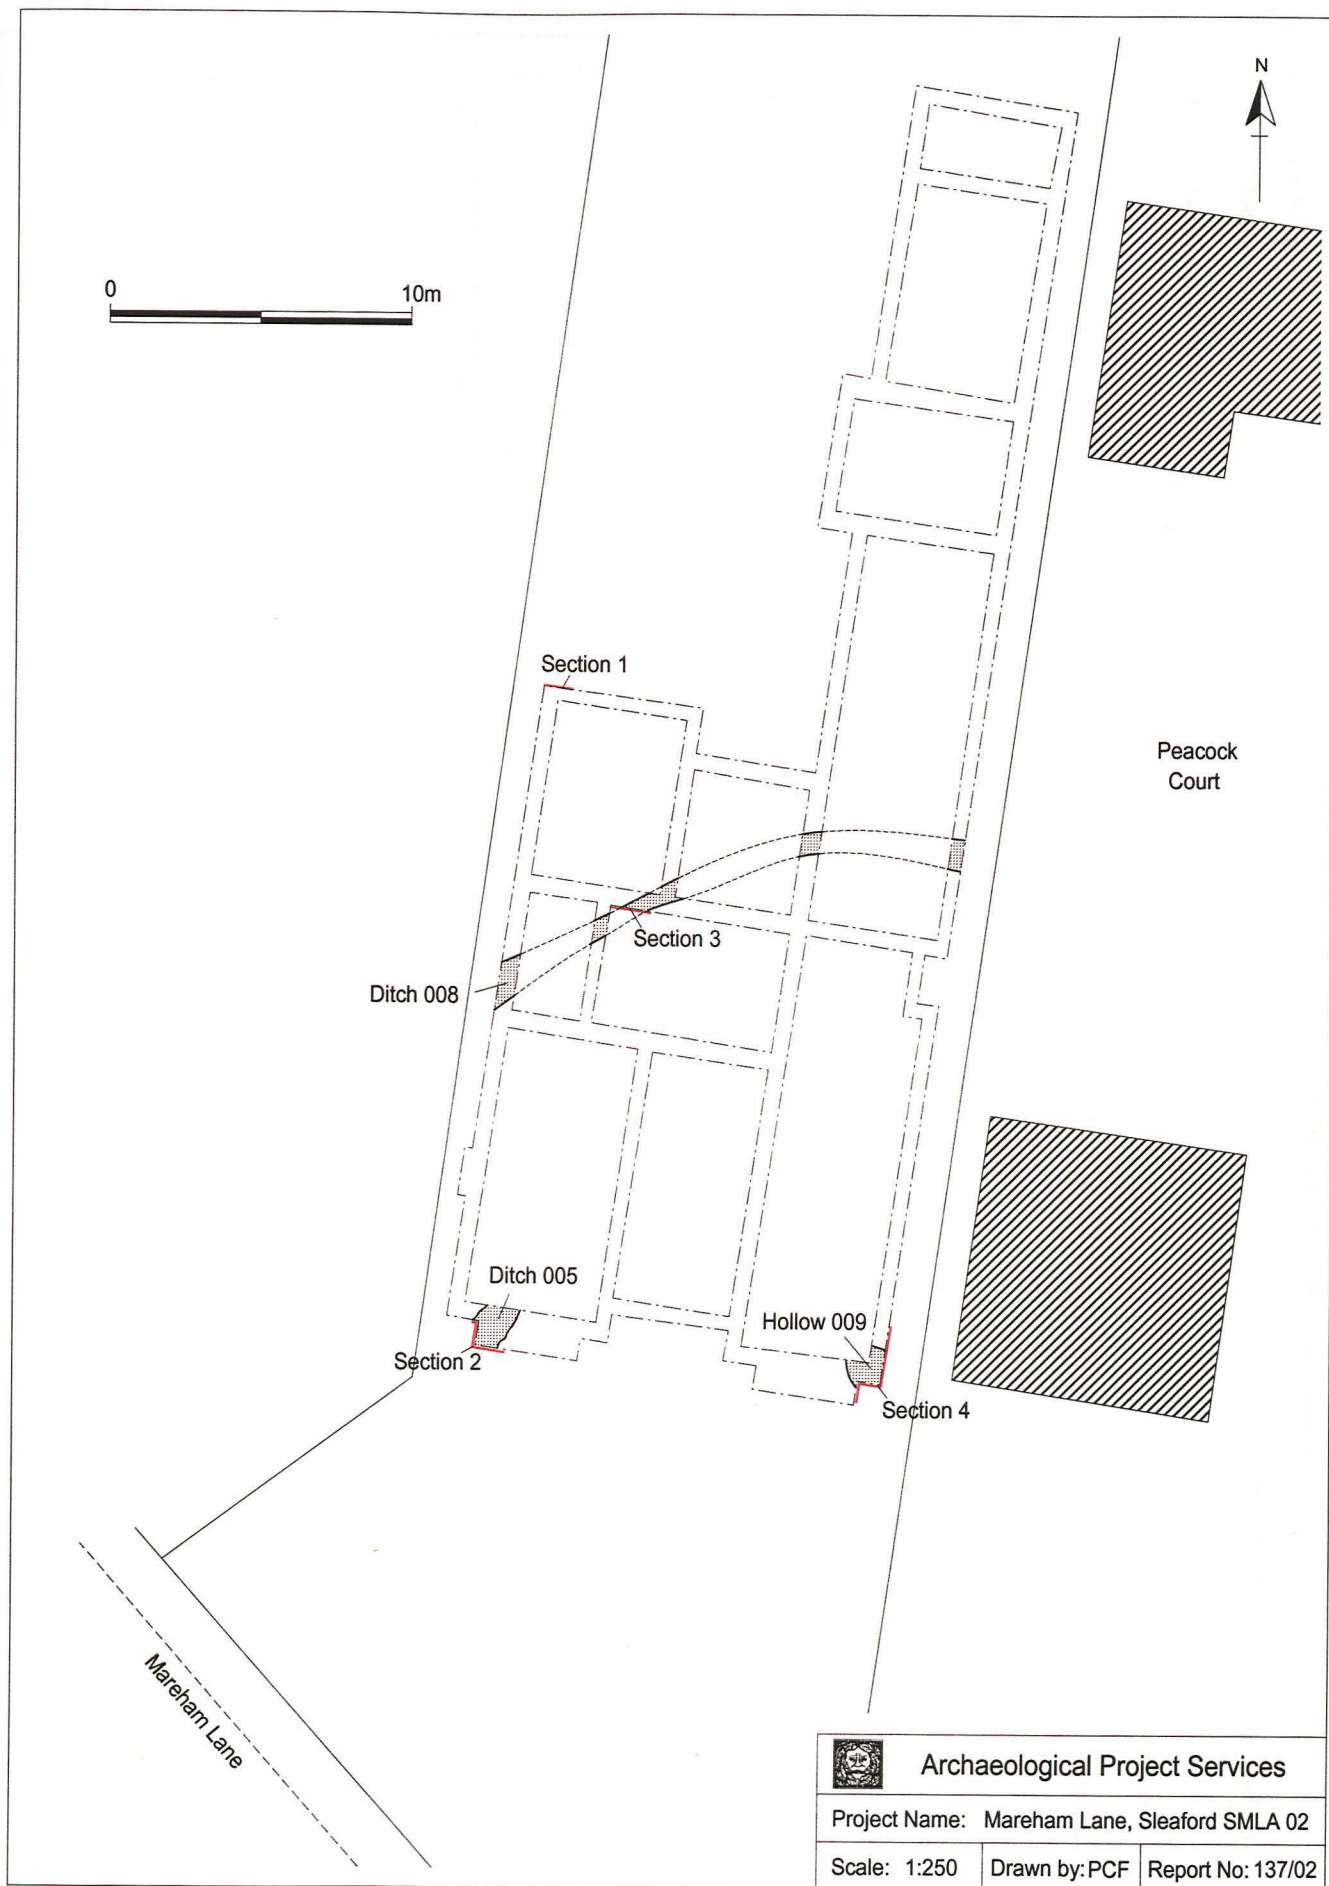 N
0 10m
Section 1
Peacock
Court
Section 3
Ditch 008
Ditch 005
Hollow 009
Section 2
Section 4
Mareham Lane
Archaeological Project Services
Project Name: Mareham Lane, Sleaford SMLA 02
Scale: 1:250 Drawn by: PCF Report No: 137/02